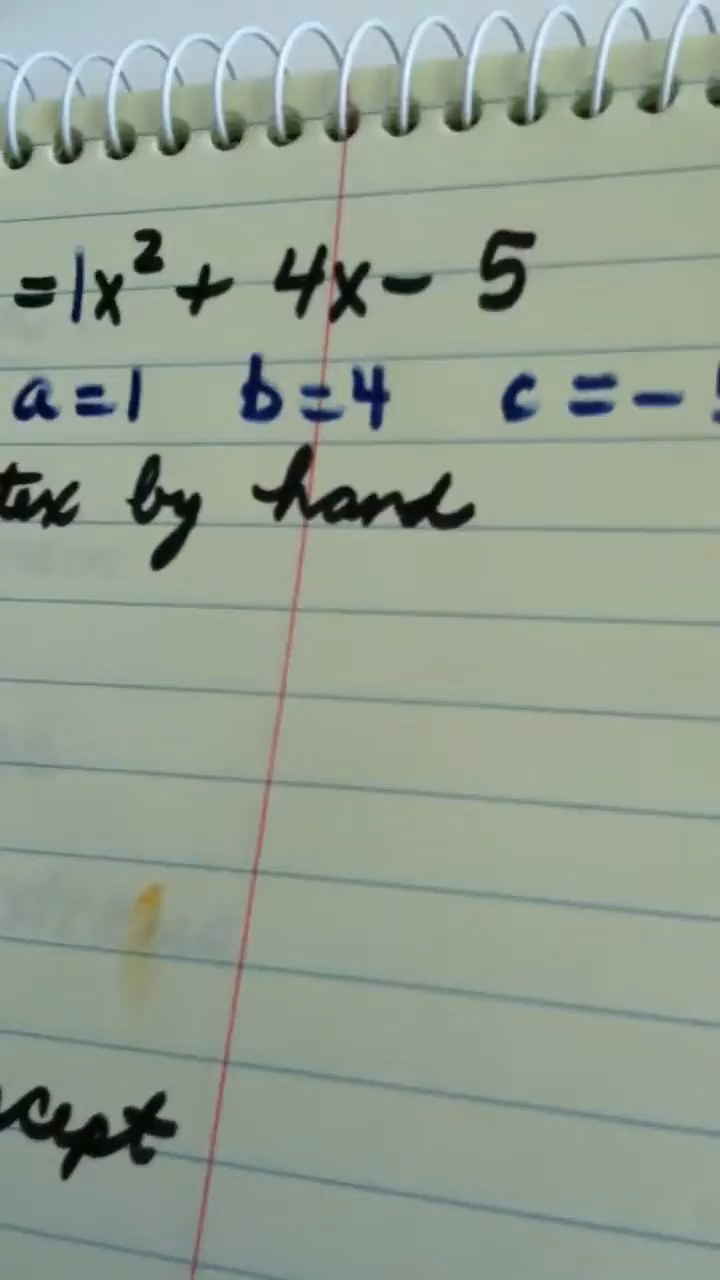 =1x² + 4x - 5
a=1 b=4 c=-
by hand